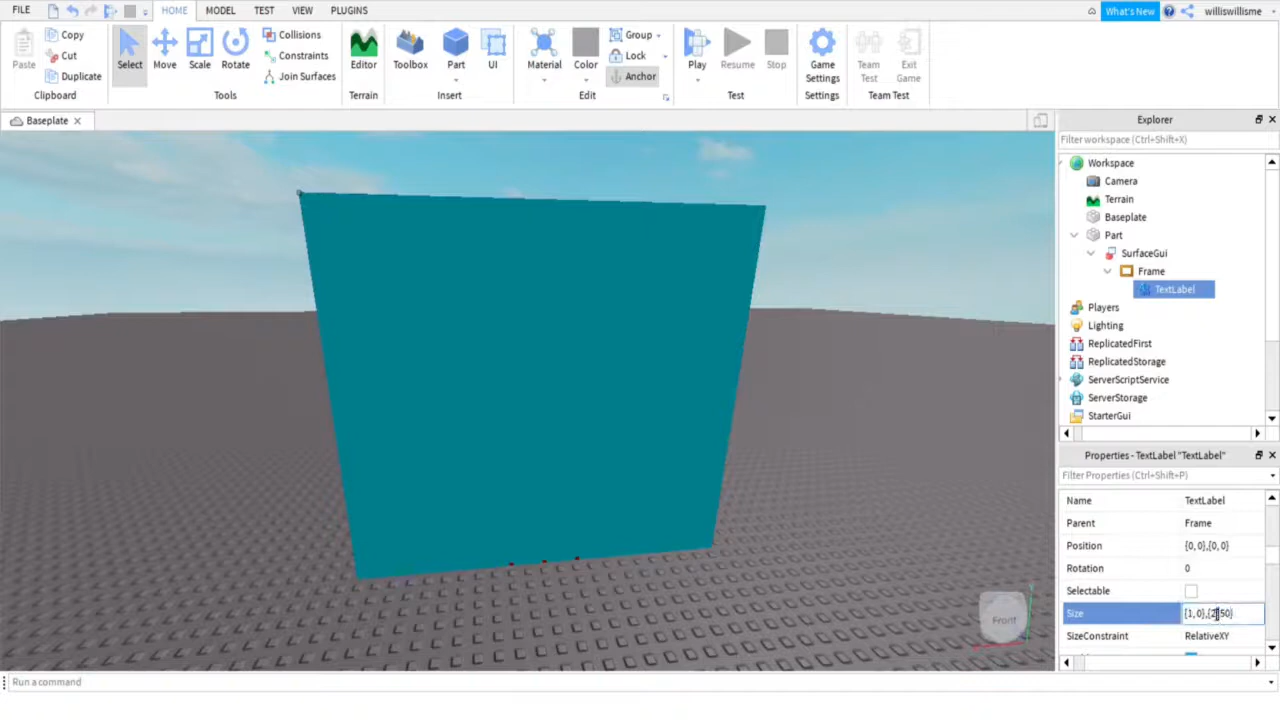 FILE HOME MODEL TEST VIEW PLUGINS What's New williswillisme
Copy Collisions Group
Cut Constraints Lock
Paste Duplicate Select Move Scale Rotate Join Surfaces Editor Toolbox Part UI Material Color Anchor Play Resume Stop Game Settings Team Test Exit Game
Clipboard Tools Terrain Insert Edit Test Settings Team Test
Baseplate
Explorer
Filter workspace (Ctrl+Shift+X)
Workspace
Camera
Terrain
Baseplate
Part
SurfaceGui
Frame
TextLabel
Players
Lighting
ReplicatedFirst
ReplicatedStorage
ServerScriptService
ServerStorage
StarterGui
Properties - TextLabel "TextLabel"
Filter Properties (Ctrl+Shift+P)
Name TextLabel
Parent Frame
Position {0, 0},{0, 0}
Rotation 0
Selectable
Size {1, 0},{2 50}
SizeConstraint RelativeXY
Front
Run a command